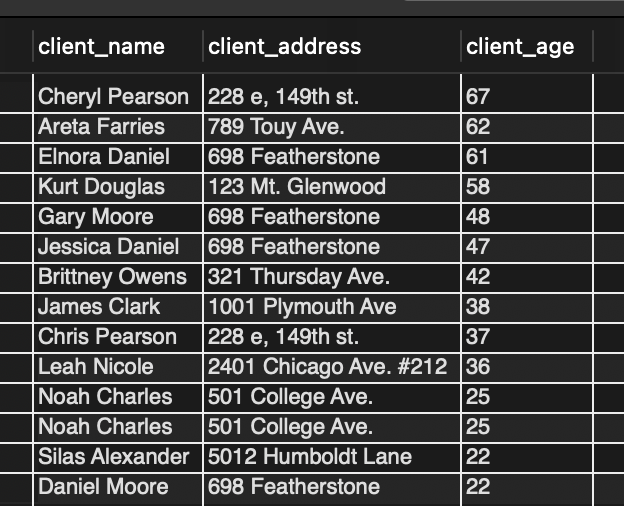 client_name client_address client_age
Cheryl Pearson 228 e, 149th st. 67
Areta Farries 789 Touy Ave. 62
Elnora Daniel 698 Featherstone 61
Kurt Douglas 123 Mt. Glenwood 58
Gary Moore 698 Featherstone 48
Jessica Daniel 698 Featherstone 47
Brittney Owens 321 Thursday Ave. 42
James Clark 1001 Plymouth Ave 38
Chris Pearson 228 e, 149th st. 37
Leah Nicole 2401 Chicago Ave. #212 36
Noah Charles 501 College Ave. 25
Noah Charles 501 College Ave. 25
Silas Alexander 5012 Humboldt Lane 22
Daniel Moore 698 Featherstone 22